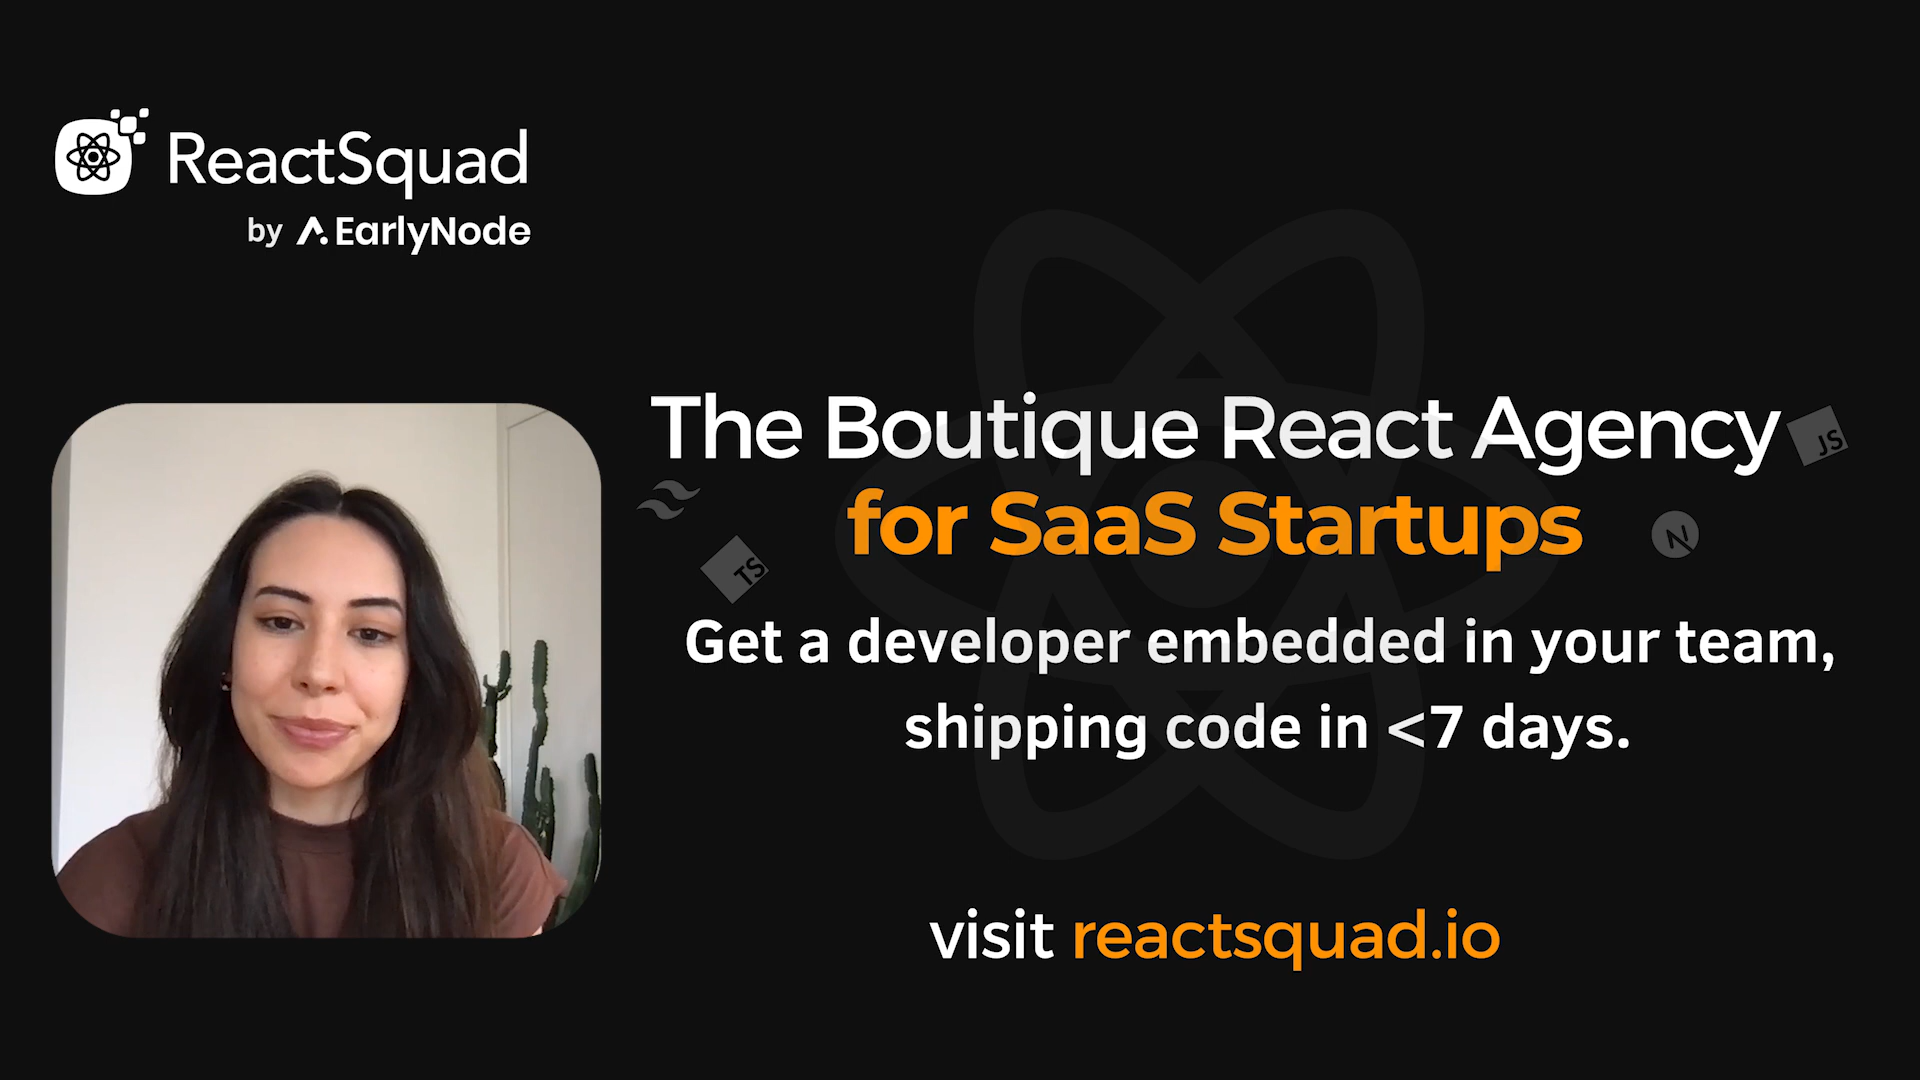 ReactSquad
by EarlyNode
The Boutique React Agency
JS
for SaaS Startups
TS
N
Get a developer embedded in your team,
shipping code in <7 days.
visit reactsquad.io